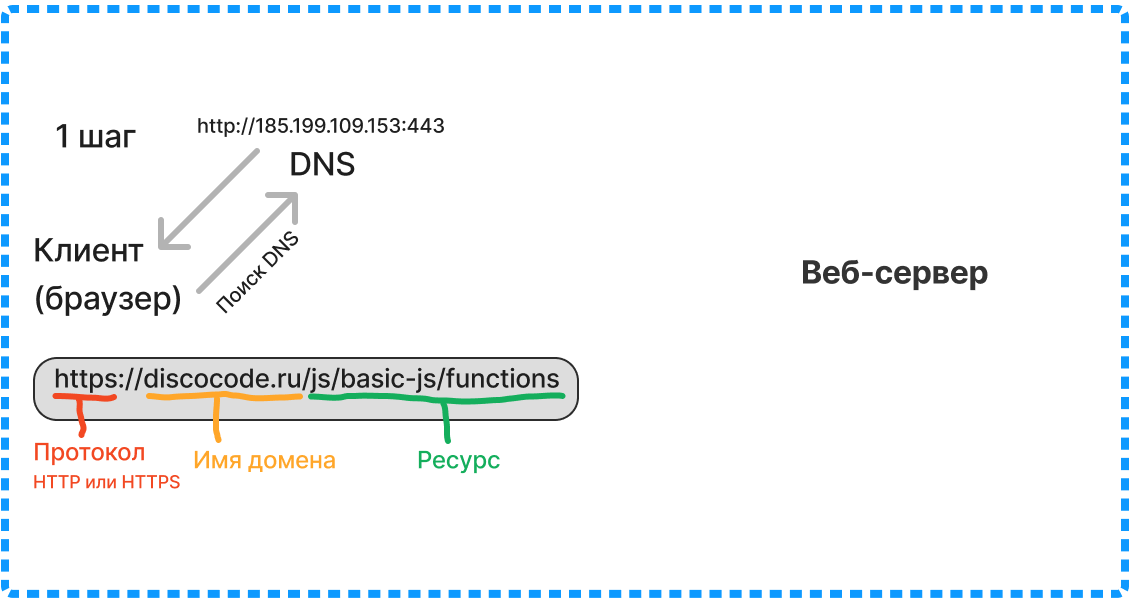 1 шаг
http://185.199.109.153:443
DNS
Клиент
(браузер)
Поиск DNS
Веб-сервер
https://discocode.ru/js/basic-js/functions
Протокол
HTTP или HTTPS
Имя домена
Ресурс